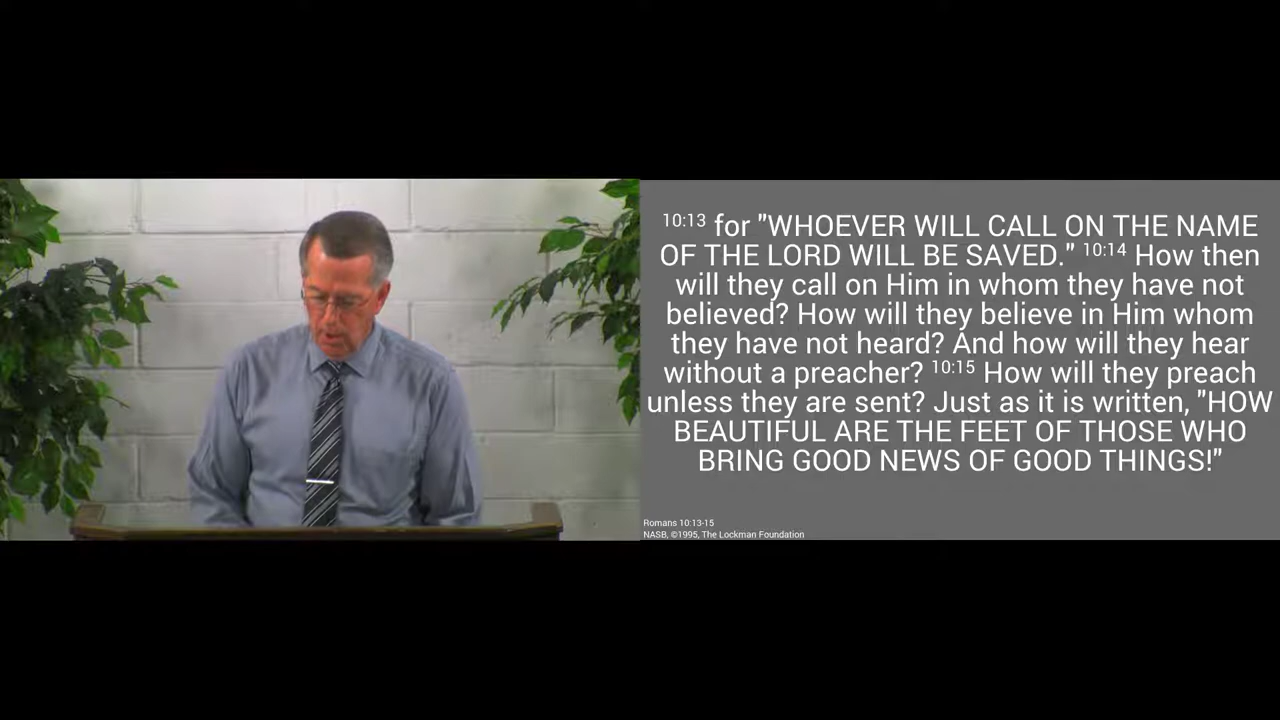 10:13 for "WHOEVER WILL CALL ON THE NAME
OF THE LORD WILL BE SAVED." 10:14 How then
will they call on Him in whom they have not
believed? How will they believe in Him whom
they have not heard? And how will they hear
without a preacher? 10:15 How will they preach
unless they are sent? Just as it is written, "HOW
BEAUTIFUL ARE THE FEET OF THOSE WHO
BRING GOOD NEWS OF GOOD THINGS!"
Romans 10:13-15
NASB, ©1995, The Lockman Foundation